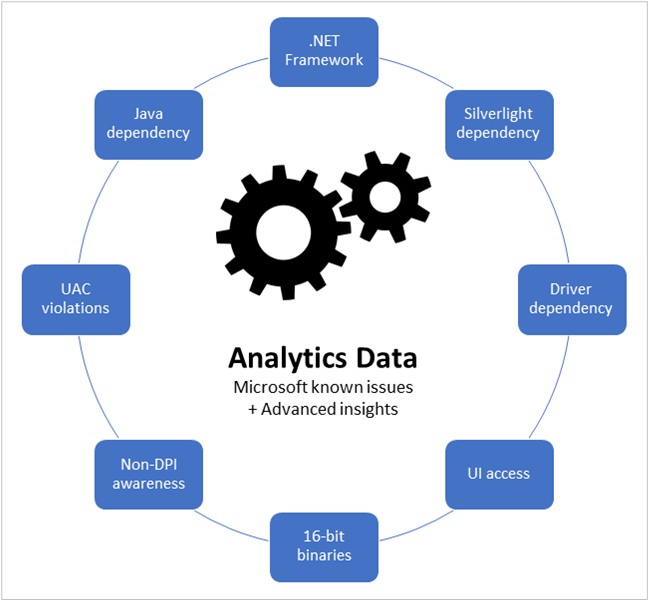 .NET
Framework
Java
dependency
Silverlight
dependency
UAC
violations
Driver
dependency
Analytics Data
Microsoft known issues
+ Advanced insights
Non-DPI
awareness
UI access
16-bit
binaries